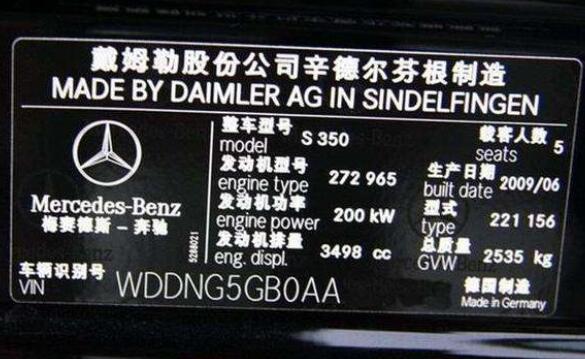 戴姆勒股份公司辛德尔芬根制造
MADE BY DAIMLER AG IN SINDELFINGEN
整车型号
model S 350
载客人数
seats 5
发动机型号
engine type 272 965
生产日期
built date 2009/06
发动机功率
engine power 200 kW
型式
type 221 156
发动机排量
eng. displ. 3498 cc
总质量
GVW 2535 kg
Mercedes-Benz
梅赛德斯-奔驰
5288021
车辆识别号
VIN WDDNG5GB0AA
德国制造
Made in Germany